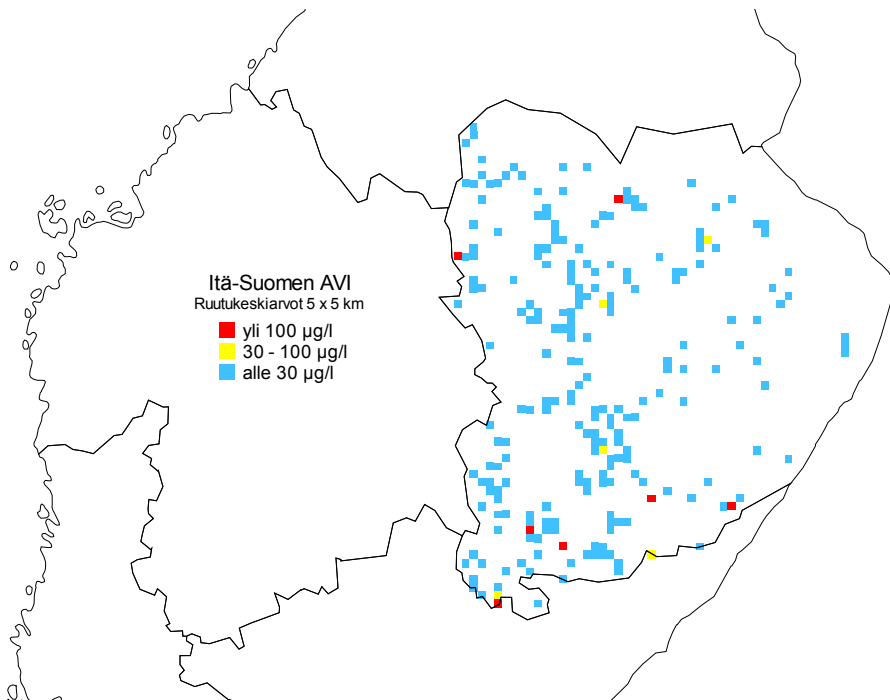 Itä-Suomen AVI
Ruutukeskiarvot 5 x 5 km
yli 100 µg/l
30 - 100 µg/l
alle 30 µg/l